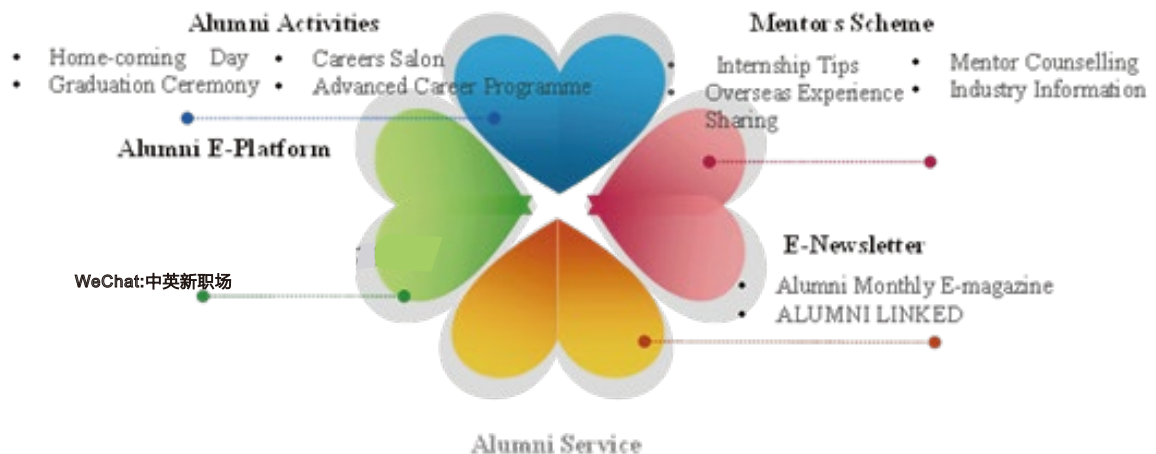 Alumni Activities
• Home-coming Day • Careers Salon
• Graduation Ceremony • Advanced Career Programme
Mentors Scheme
• Internship Tips • Mentor Counselling
• Overseas Experience • Industry Information
Sharing
Alumni E-Platform
WeChat:中英新职场
E-Newsletter
• Alumni Monthly E-magazine
• ALUMNI LINKED
Alumni Service